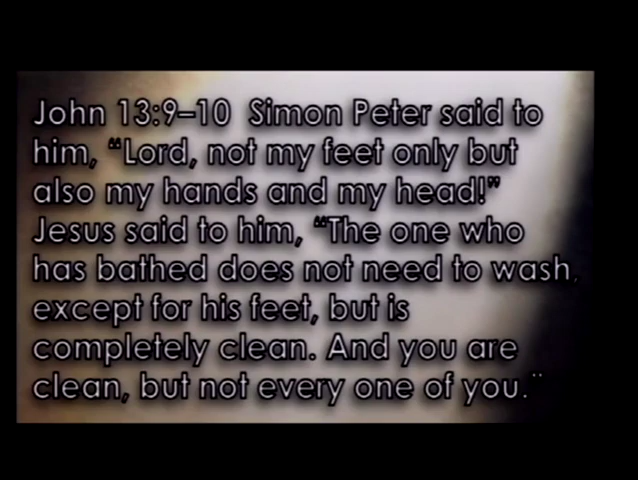 John 13:9–10 Simon Peter said to
him, “Lord, not my feet only but
also my hands and my head!”
Jesus said to him, “The one who
has bathed does not need to wash,
except for his feet, but is
completely clean. And you are
clean, but not every one of you.”